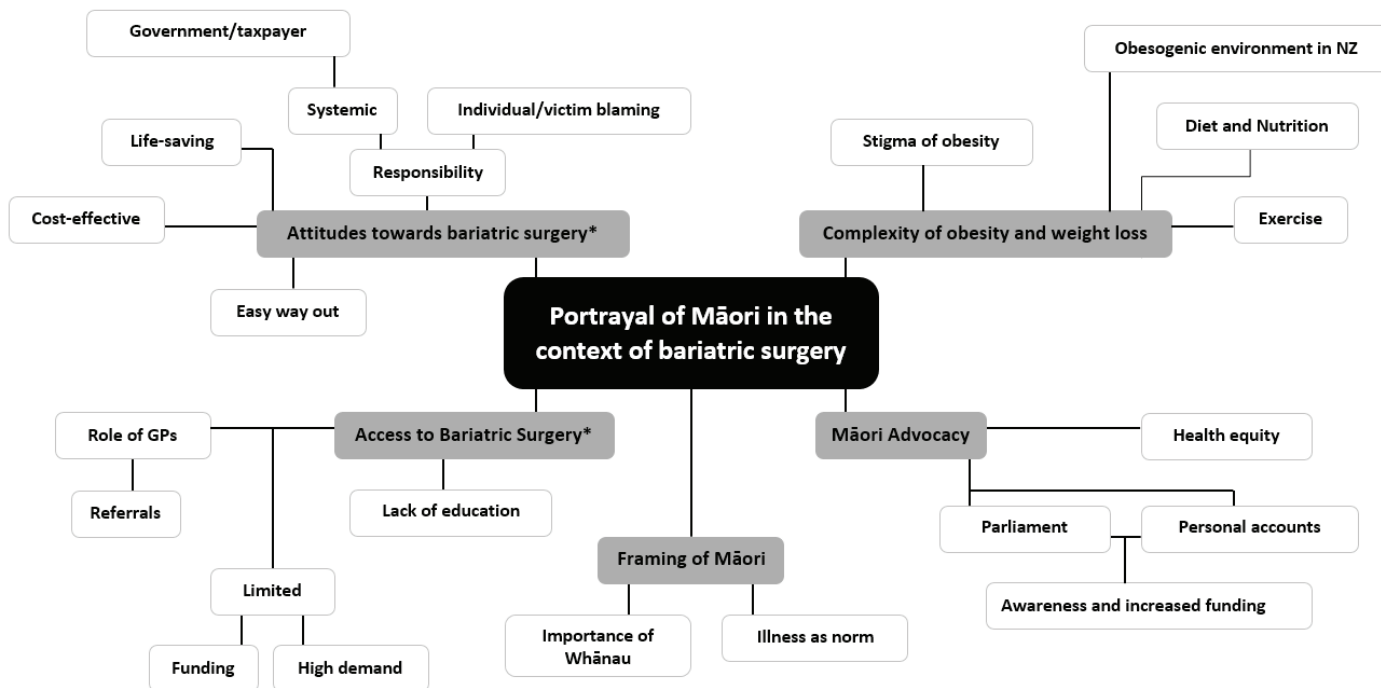 Government/taxpayer
Obesogenic environment in NZ
Systemic
Individual/victim blaming
Life-saving
Stigma of obesity
Diet and Nutrition
Responsibility
Cost-effective
Attitudes towards bariatric surgery*
Complexity of obesity and weight loss
Exercise
Easy way out
Portrayal of Māori in the
context of bariatric surgery
Role of GPs
Access to Bariatric Surgery*
Māori Advocacy
Health equity
Referrals
Lack of education
Parliament
Personal accounts
Framing of Māori
Limited
Awareness and increased funding
Importance of
Whānau
Illness as norm
Funding
High demand